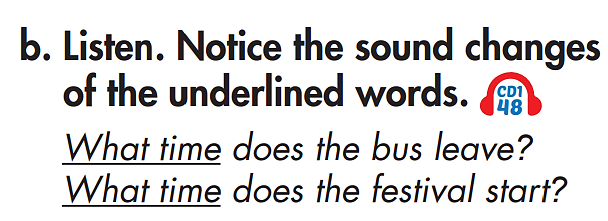 b. Listen. Notice the sound changes
of the underlined words. CD1 48
What time does the bus leave?
What time does the festival start?